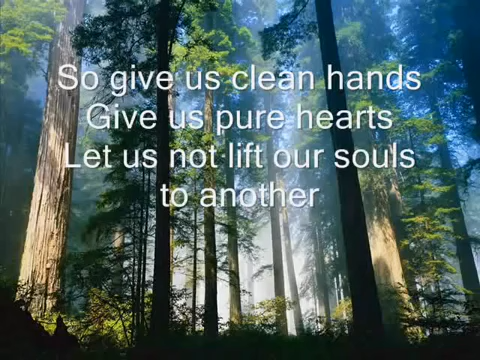 So give us clean hands
Give us pure hearts
Let us not lift our souls
to another